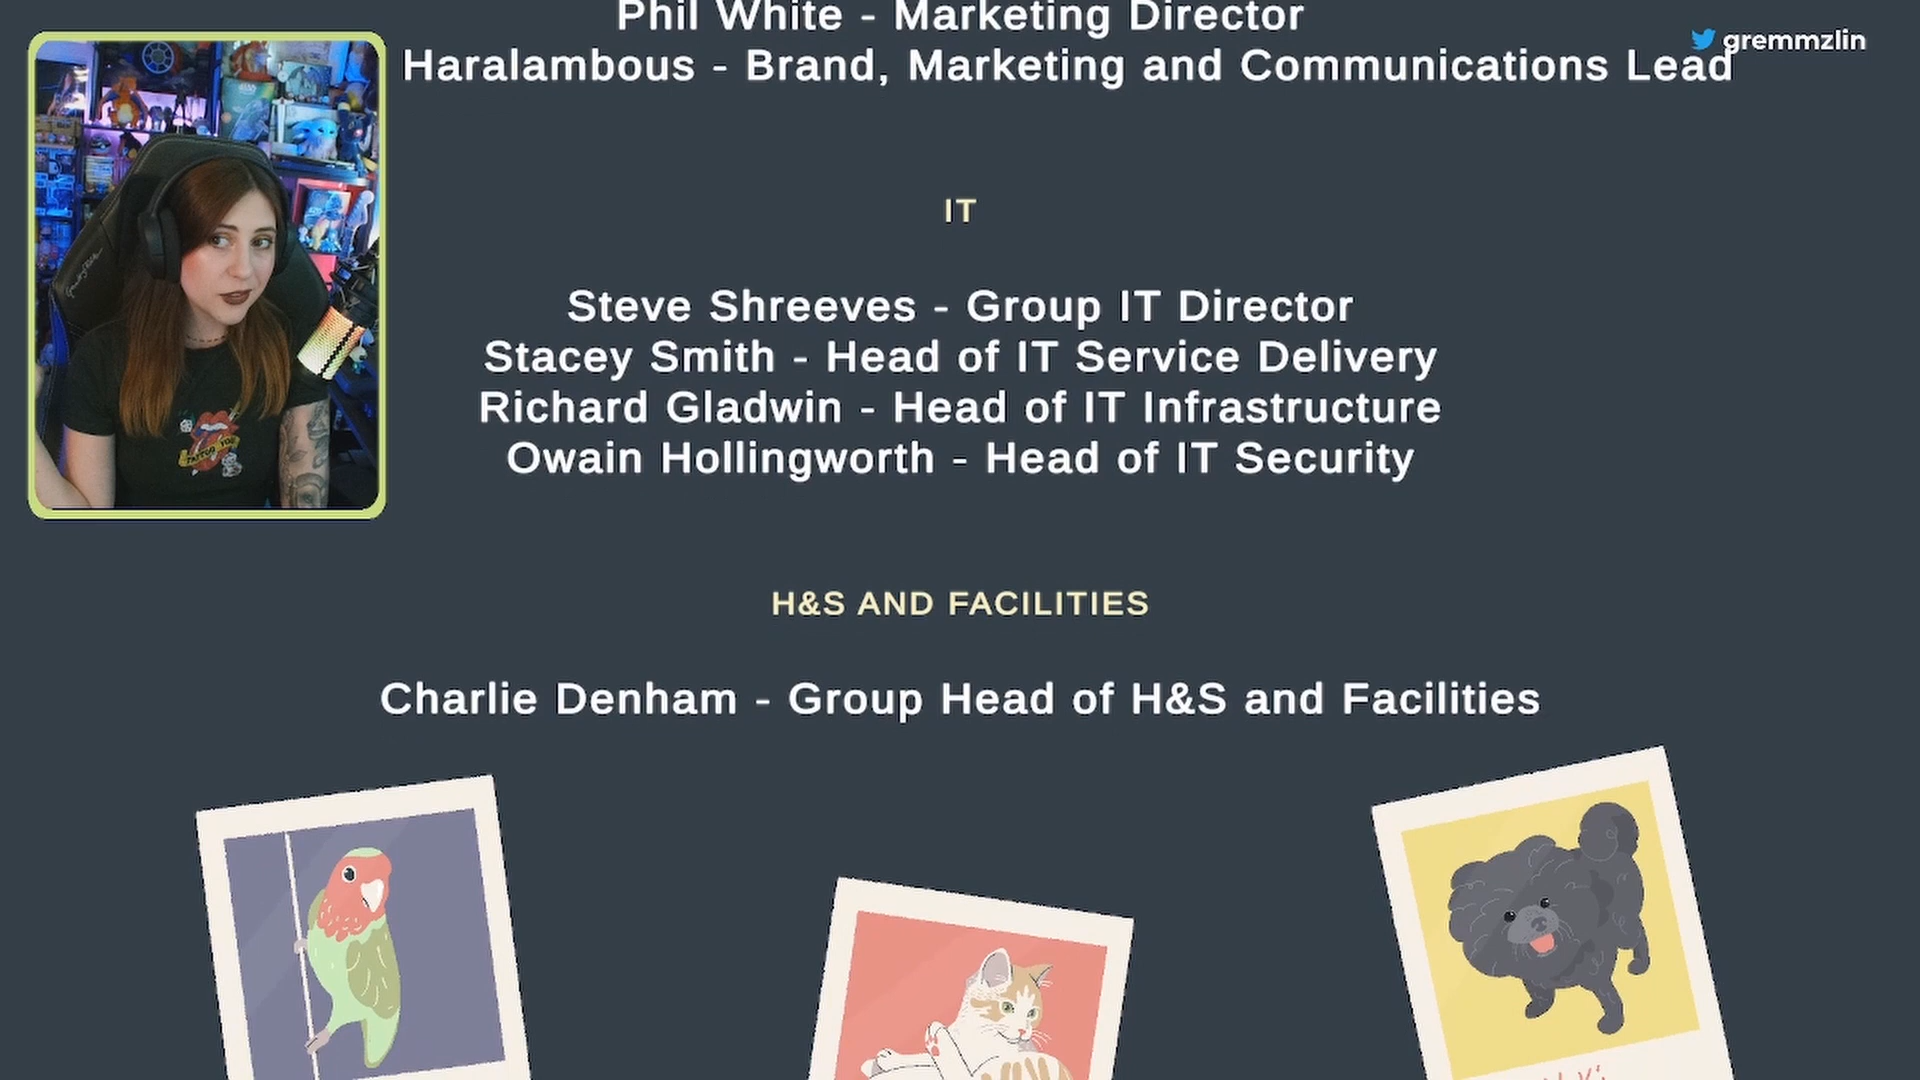 Phil White - Marketing Director
gremmzlin
Haralambous - Brand, Marketing and Communications Lead
IT
Steve Shreeves - Group IT Director
Stacey Smith - Head of IT Service Delivery
Richard Gladwin - Head of IT Infrastructure
Owain Hollingworth - Head of IT Security
H&S AND FACILITIES
Charlie Denham - Group Head of H&S and Facilities